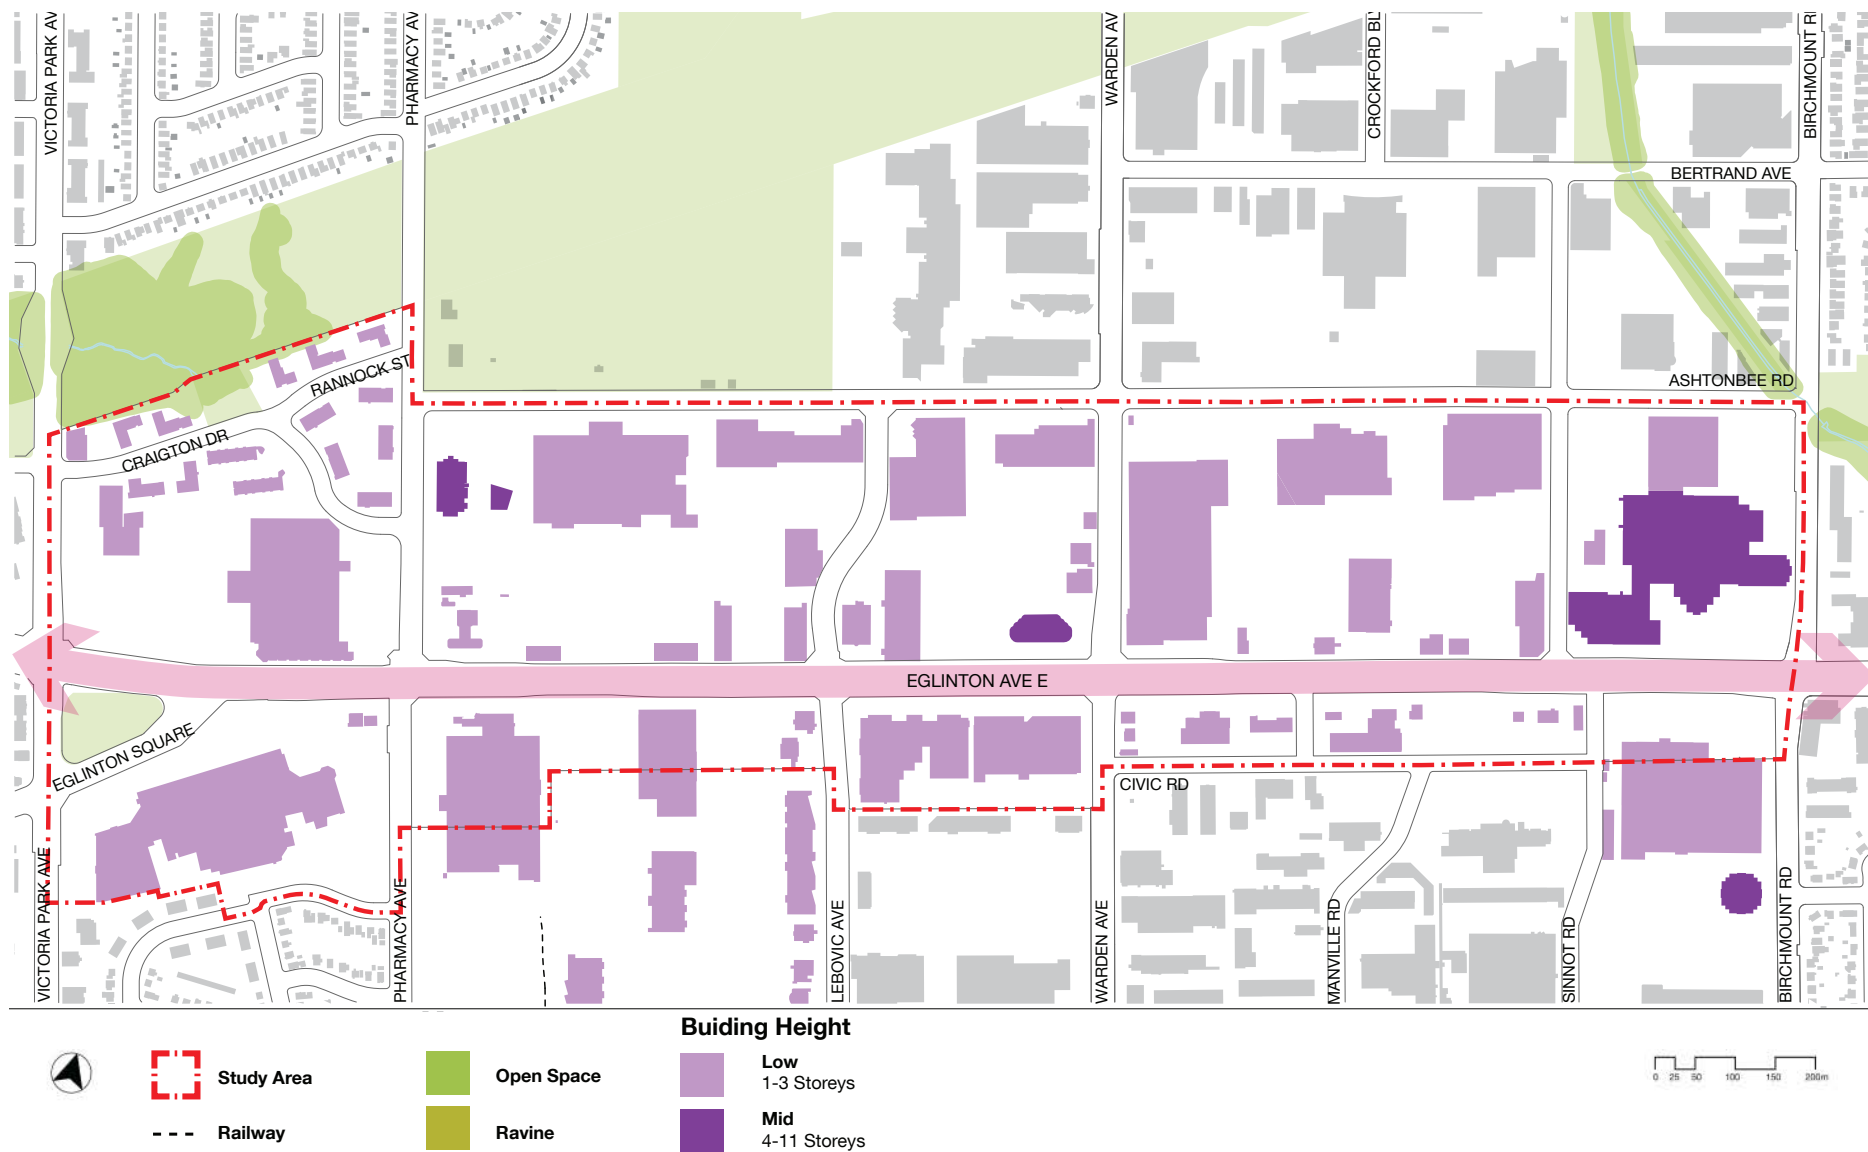 VICTORIA PARK AV
PHARMACY AV
WARDEN AV
CROCKFORD BL
BIRCHMOUNT RD
BERTRAND AVE
ASHTONBEE RD
RANNOCK ST
CRAIGTON DR
EGLINTON AVE E
EGLINTON SQUARE
CIVIC RD
VICTORIA PARK AVE
PHARMACY AVE
LEBOVIC AVE
WARDEN AVE
MANVILLE RD
SINNOT RD
BIRCHMOUNT RD
Buiding Height
Study Area
Railway
Open Space
Ravine
Low
1-3 Storeys
Mid
4-11 Storeys
0 25 50 100 150 200m